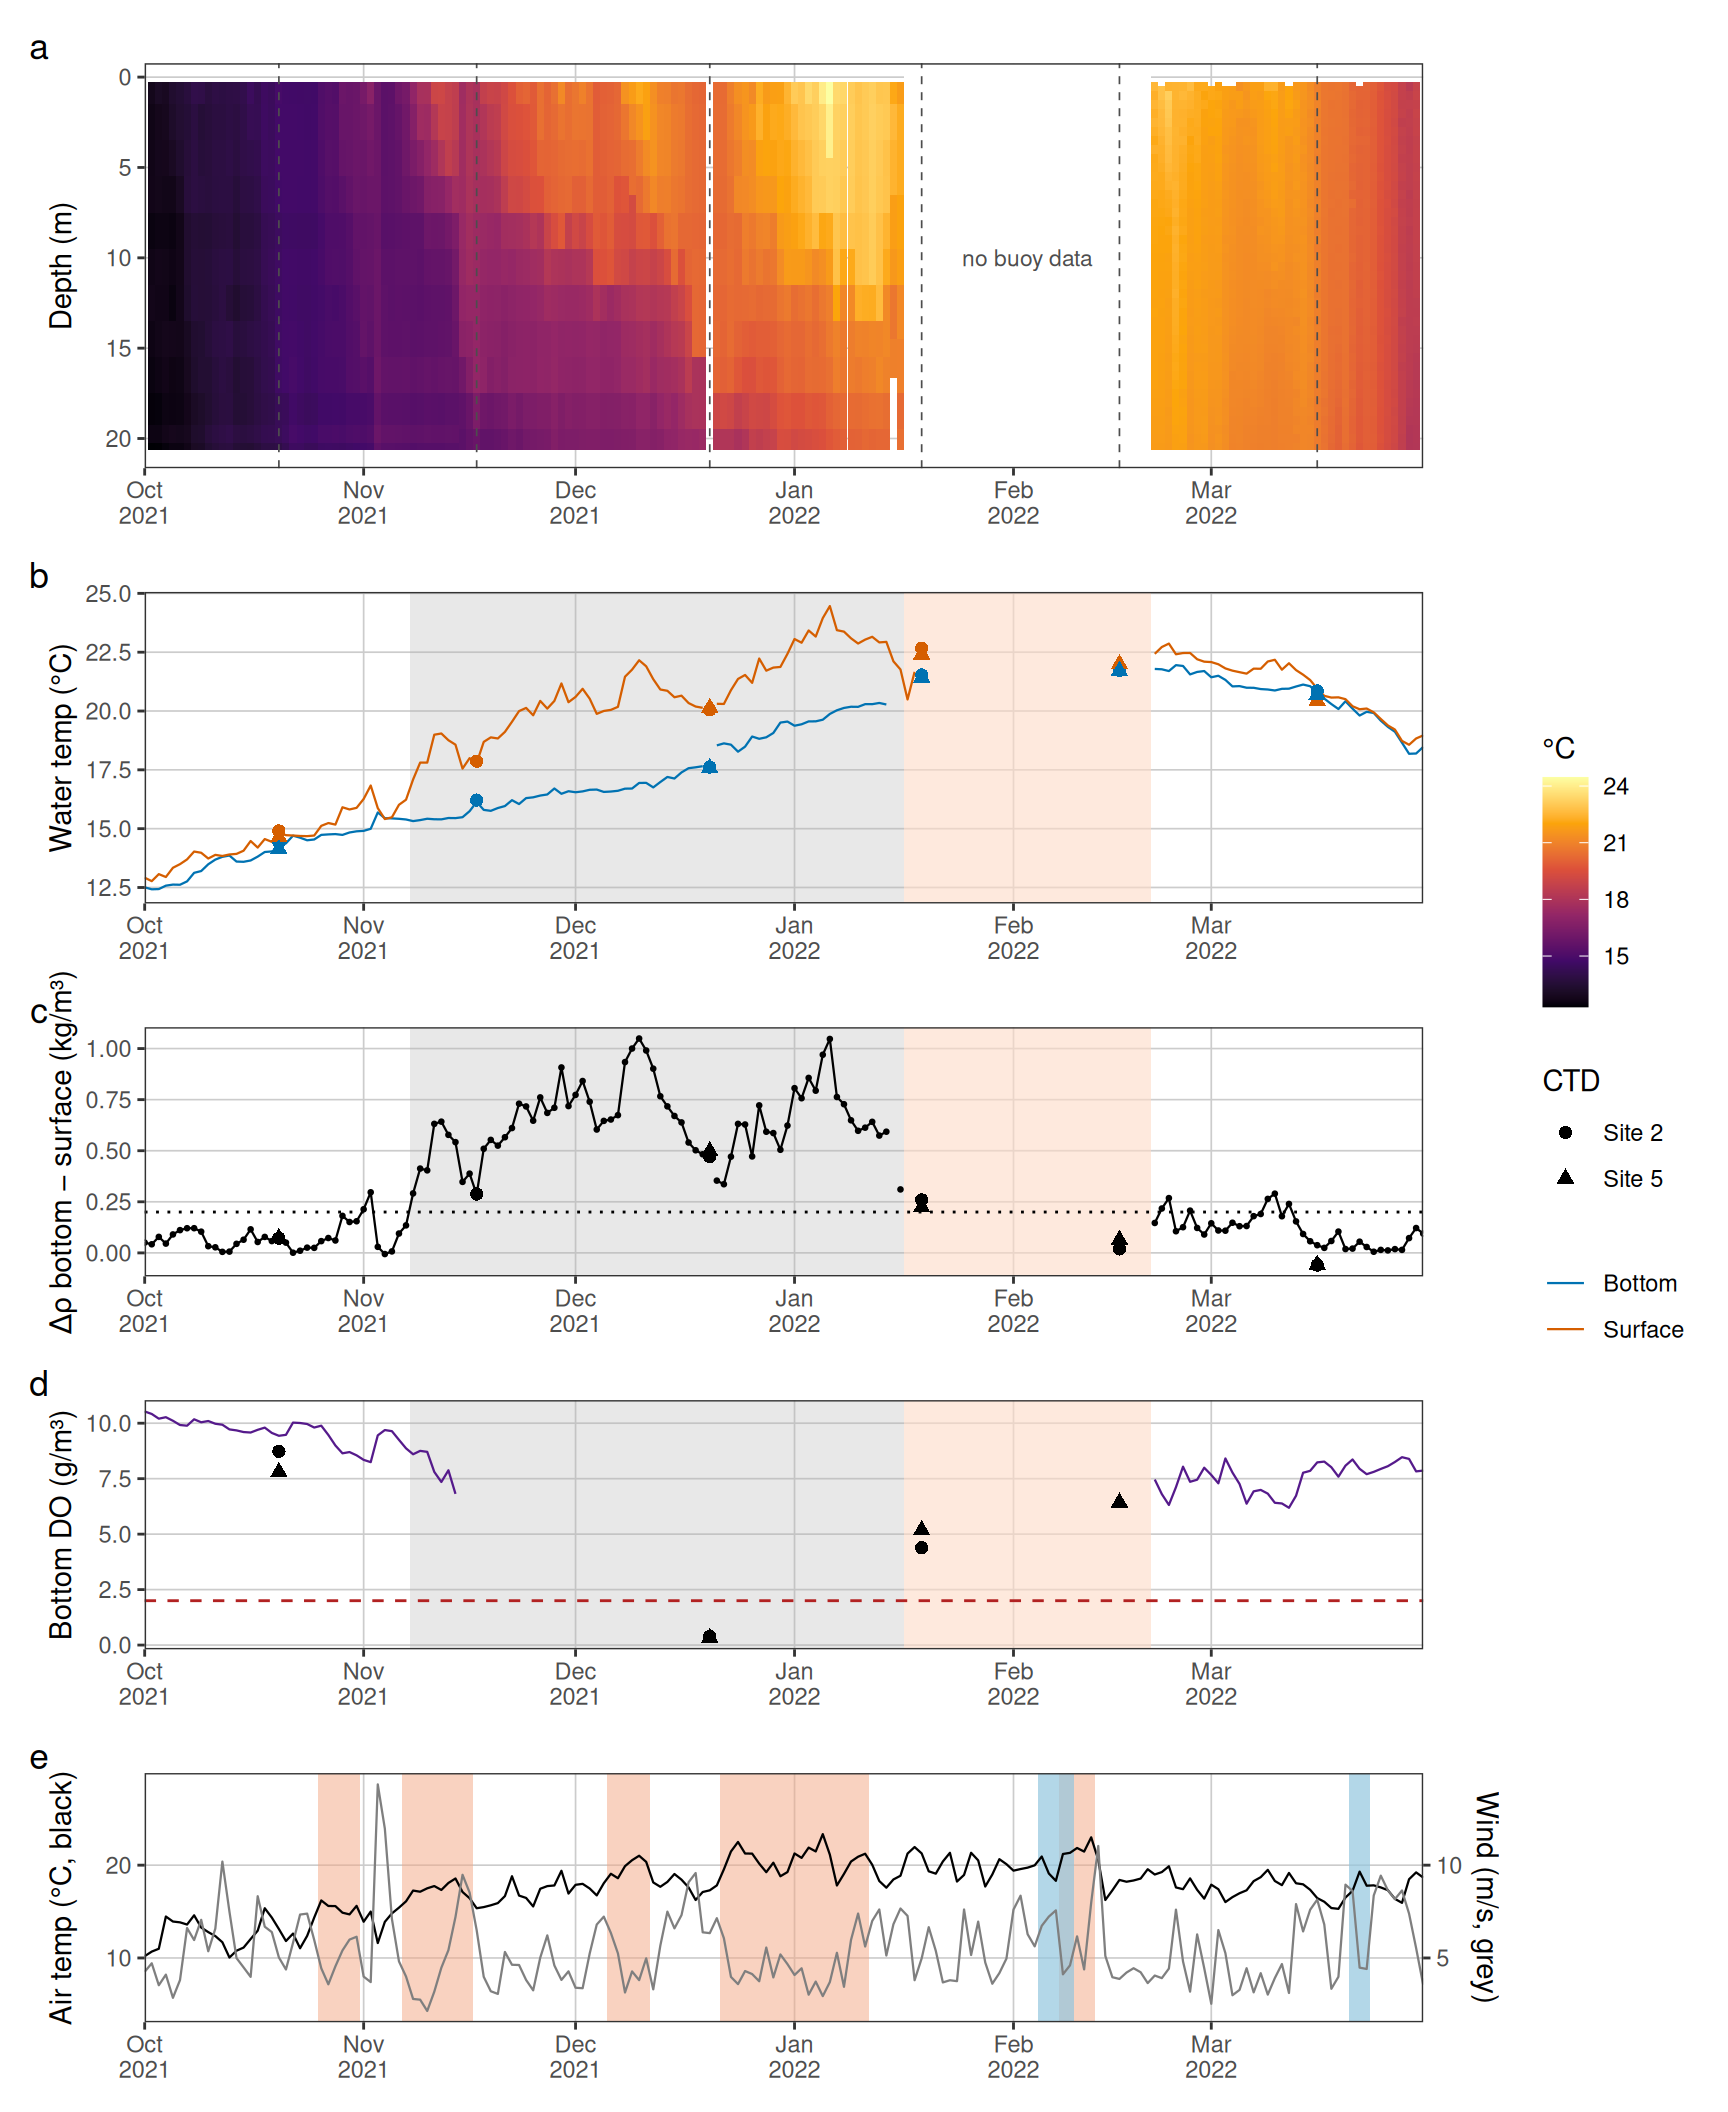 a
Depth (m)
0
5
10
15
20
no buoy data
Oct
2021
Nov
2021
Dec
2021
Jan
2022
Feb
2022
Mar
2022
b
Water temp (°C)
25.0
22.5
20.0
17.5
15.0
12.5
Oct
2021
Nov
2021
Dec
2021
Jan
2022
Feb
2022
Mar
2022
c
Δρ bottom − surface (kg/m³)
1.00
0.75
0.50
0.25
0.00
Oct
2021
Nov
2021
Dec
2021
Jan
2022
Feb
2022
Mar
2022
d
Bottom DO (g/m³)
10.0
7.5
5.0
2.5
0.0
Oct
2021
Nov
2021
Dec
2021
Jan
2022
Feb
2022
Mar
2022
e
Air temp (°C, black)
20
10
Wind (m/s, grey)
10
5
Oct
2021
Nov
2021
Dec
2021
Jan
2022
Feb
2022
Mar
2022
°C
24
21
18
15
CTD
Site 2
Site 5
Bottom
Surface